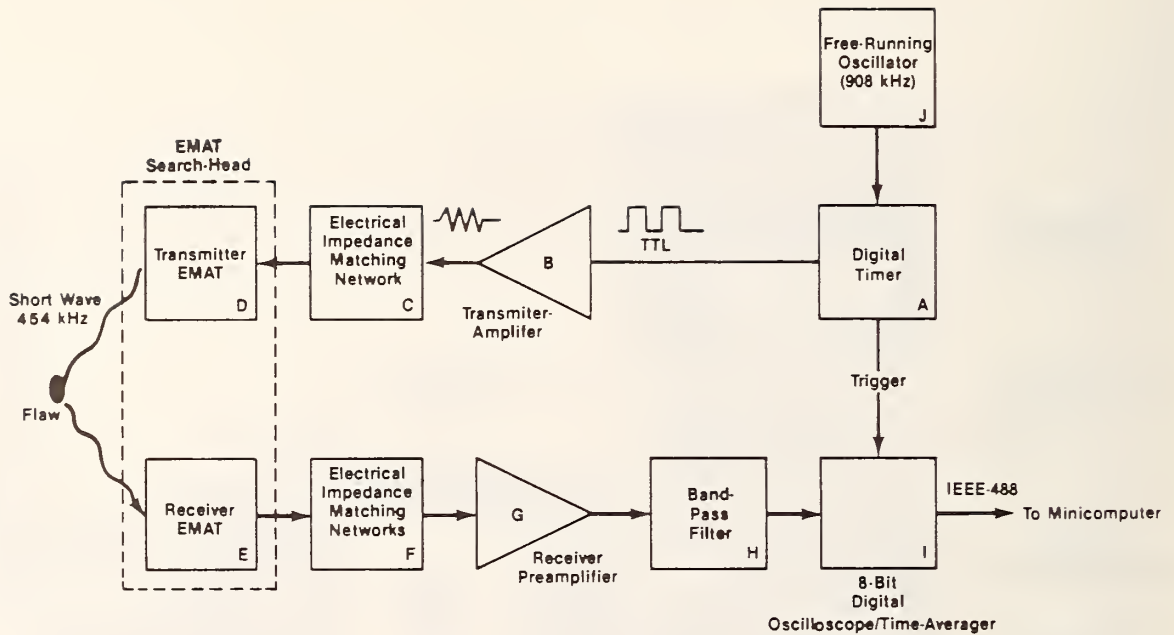 Free-Running
Oscillator
(908 kHz)
J
EMAT
Search-Head
Transmitter
EMAT
D
Electrical
Impedance
Matching
Network
C
B
Transmiter-
Amplifer
TTL
Digital
Timer
A
Short Wave
454 kHz
Flaw
Trigger
Receiver
EMAT
E
Electrical
Impedance
Matching
Networks
F
G
Receiver
Preamplifier
Band-
Pass
Filter
H
I
IEEE-488
To Minicomputer
8-Bit
Digital
Oscilloscope/Time-Averager